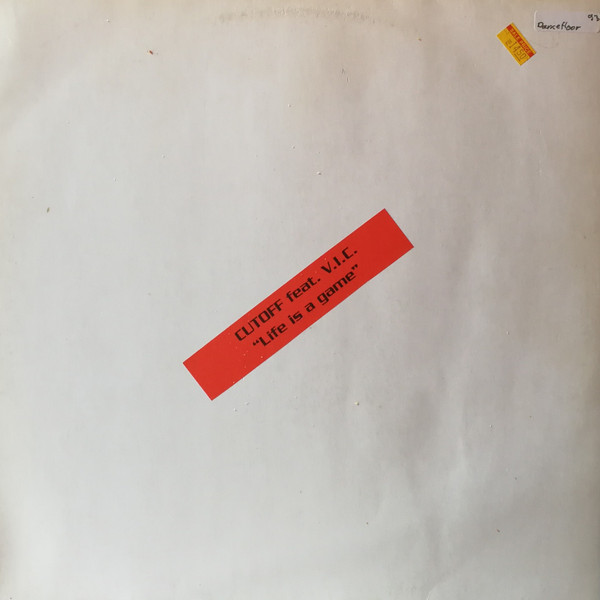 Dancefloor
CUTOFF feat. V.I.C.
"Life is a game"